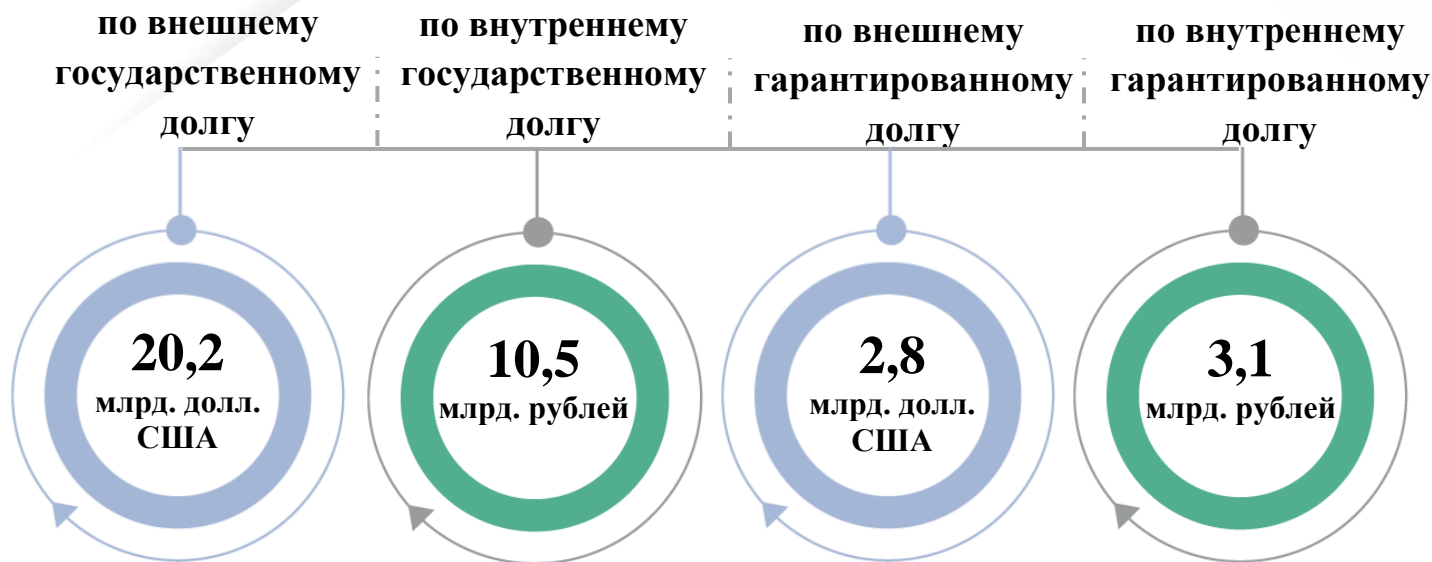 по внешнему
государственному
долгу
по внутреннему
государственному
долгу
по внешнему
гарантированному
долгу
по внутреннему
гарантированному
долгу
20,2
млрд. долл.
США
10,5
млрд. рублей
2,8
млрд. долл.
США
3,1
млрд. рублей